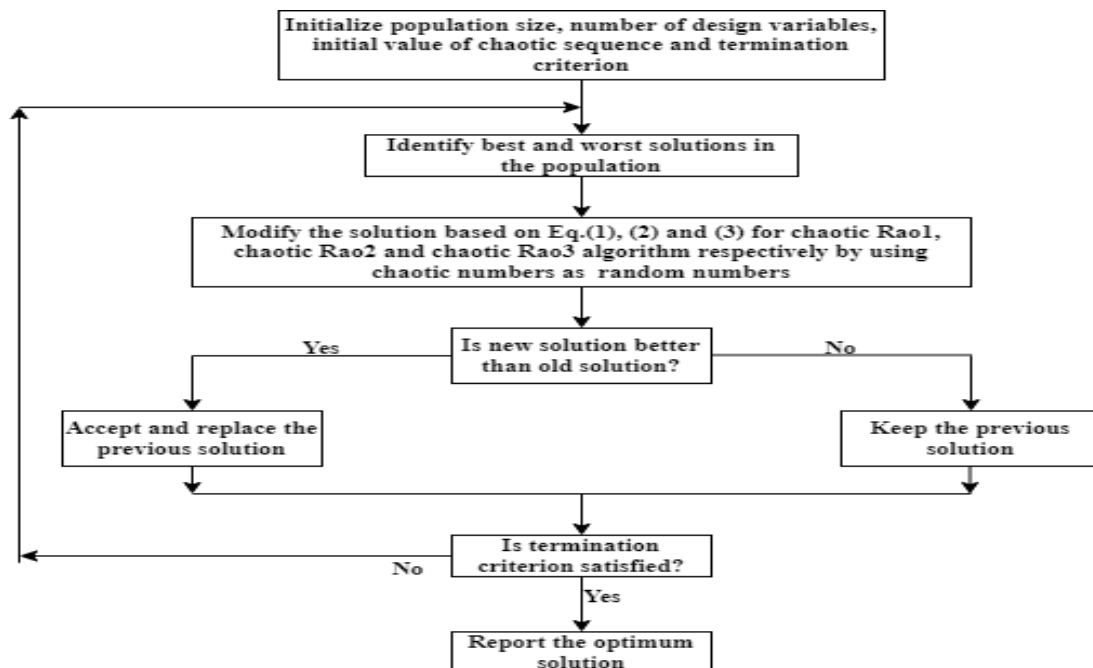 Initialize population size, number of design variables,
initial value of chaotic sequence and termination
criterion
Identify best and worst solutions in
the population
Modify the solution based on Eq.(1), (2) and (3) for chaotic Rao1,
chaotic Rao2 and chaotic Rao3 algorithm respectively by using
chaotic numbers as random numbers
Is new solution better
than old solution?
Yes
No
Accept and replace the
previous solution
Keep the previous
solution
Is termination
criterion satisfied?
No
Yes
Report the optimum
solution